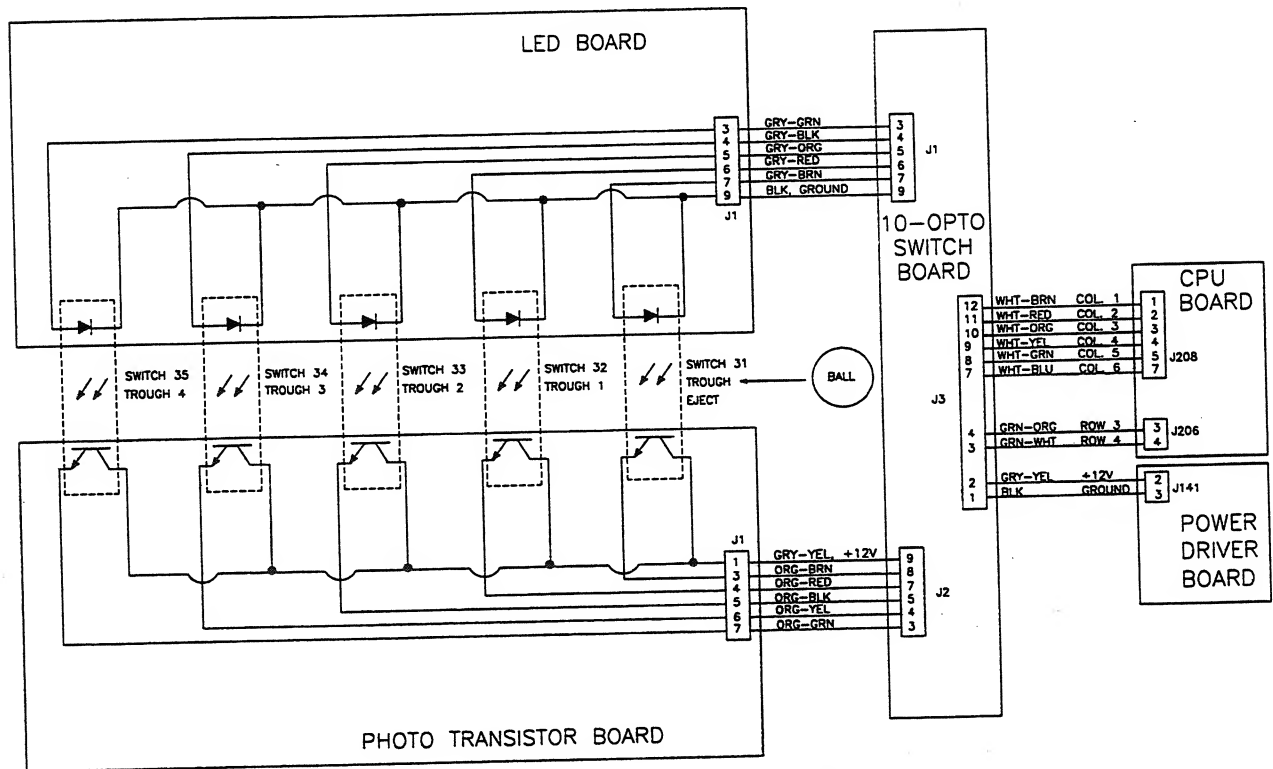 LED BOARD
3 GRY-GRN 3
4 GRY-BLK 4
5 GRY-ORG 5
6 GRY-RED 6
7 GRY-BRN 7
9 BLK, GROUND 9
J1
J1
10-OPTO
SWITCH
BOARD
CPU
BOARD
12 WHT-BRN COL. 1 1
11 WHT-RED COL. 2 2
10 WHT-ORG COL. 3 3
9 WHT-YEL COL. 4 4
8 WHT-GRN COL. 5 5
7 WHT-BLU COL. 6 7
J208
J3
4 GRN-ORG ROW 3 3
3 GRN-WHT ROW 4 4
J206
2 GRY-YEL +12V 2
1 BLK GROUND 3
J141
POWER
DRIVER
BOARD
SWITCH 35
TROUGH 4
SWITCH 34
TROUGH 3
SWITCH 33
TROUGH 2
SWITCH 32
TROUGH 1
SWITCH 31
TROUGH
EJECT
BALL
J1
1 GRY-YEL, +12V 9
3 ORG-BRN 8
4 ORG-RED 7
5 ORG-BLK 5
6 ORG-YEL 4
7 ORG-GRN 3
J2
PHOTO TRANSISTOR BOARD